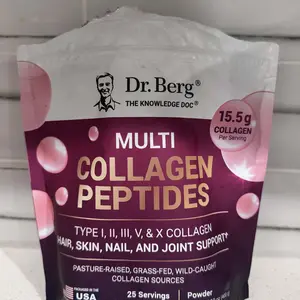 Dr. Berg®
THE KNOWLEDGE DOC®
15.5g
COLLAGEN
Per Serving
MULTI
COLLAGEN
PEPTIDES
TYPE I, II, III, V, & X COLLAGEN
HAIR, SKIN, NAIL, AND JOINT SUPPORT†
PASTURE-RAISED, GRASS-FED, WILD-CAUGHT
COLLAGEN SOURCES
USA
25 Servings
Powder